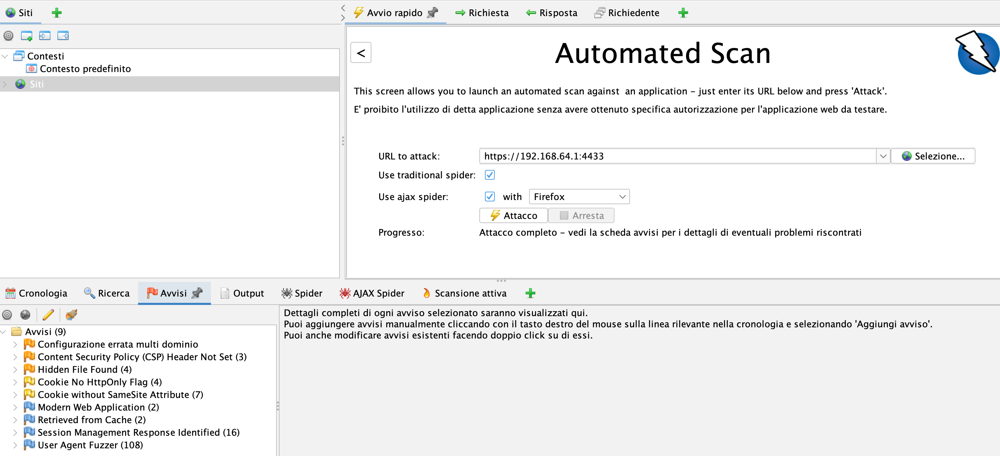 Siti
Avvio rapido
Richiesta
Risposta
Richiedente
Contesti
Contesto predefinito
Siti
<
Automated Scan
This screen allows you to launch an automated scan against  an application – just enter its URL below and press 'Attack'.
E' proibito l'utilizzo di detta applicazione senza avere ottenuto specifica autorizzazione per l'applicazione web da testare.
URL to attack: https://192.168.64.1:4433 Selezione...
Use traditional spider:
Use ajax spider: with Firefox
Attacco Arresta
Progresso: Attacco completo – vedi la scheda avvisi per i dettagli di eventuali problemi riscontrati
Cronologia
Ricerca
Avvisi
Output
Spider
AJAX Spider
Scansione attiva
Avvisi (9)
Configurazione errata multi dominio
Content Security Policy (CSP) Header Not Set (3)
Hidden File Found (4)
Cookie No HttpOnly Flag (4)
Cookie without SameSite Attribute (7)
Modern Web Application (2)
Retrieved from Cache (2)
Session Management Response Identified (16)
User Agent Fuzzer (108)
Dettagli completi di ogni avviso selezionato saranno visualizzati qui.
Puoi aggiungere avvisi manualmente cliccando con il tasto destro del mouse sulla linea rilevante nella cronologia e selezionando 'Aggiungi avviso'.
Puoi anche modificare avvisi esistenti facendo doppio click su di essi.